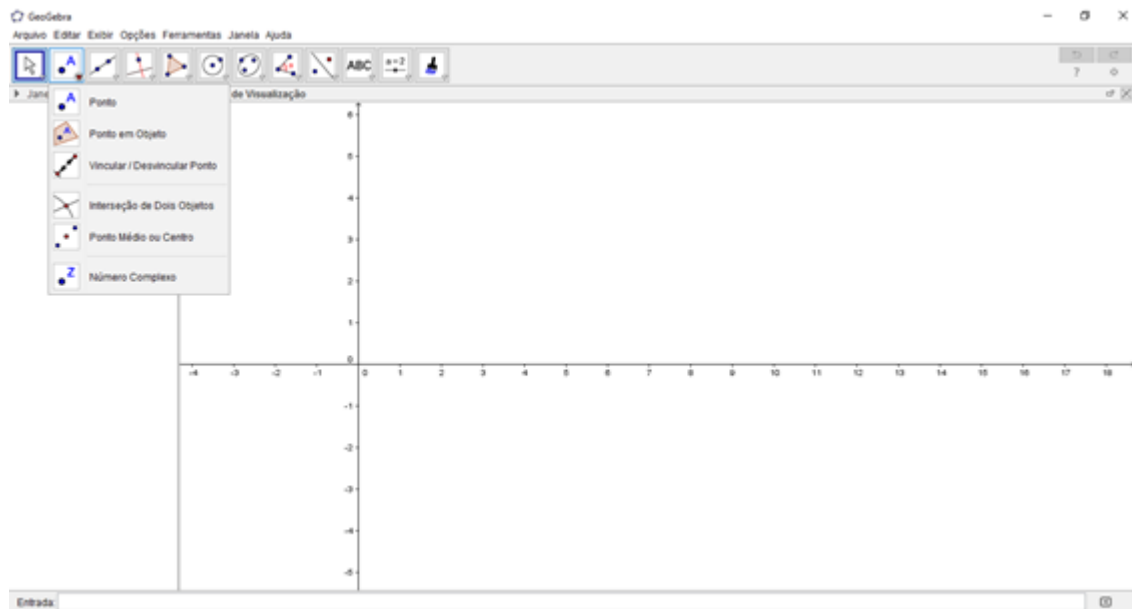 GeoGebra
Arquivo Editar Exibir Opções Ferramentas Janela Ajuda
A
ABC
a=2
?
Jane
de Visualização
A Ponto
A Ponto em Objeto
Vincular / Desvincular Ponto
Interseção de Dois Objetos
Ponto Médio ou Centro
Z Número Complexo
6
5
4
3
2
1
0
-4 -3 -2 -1 0 1 2 3 4 5 6 7 8 9 10 11 12 13 14 15 16 17 18
-1
-2
-3
-4
-5
Entrada: